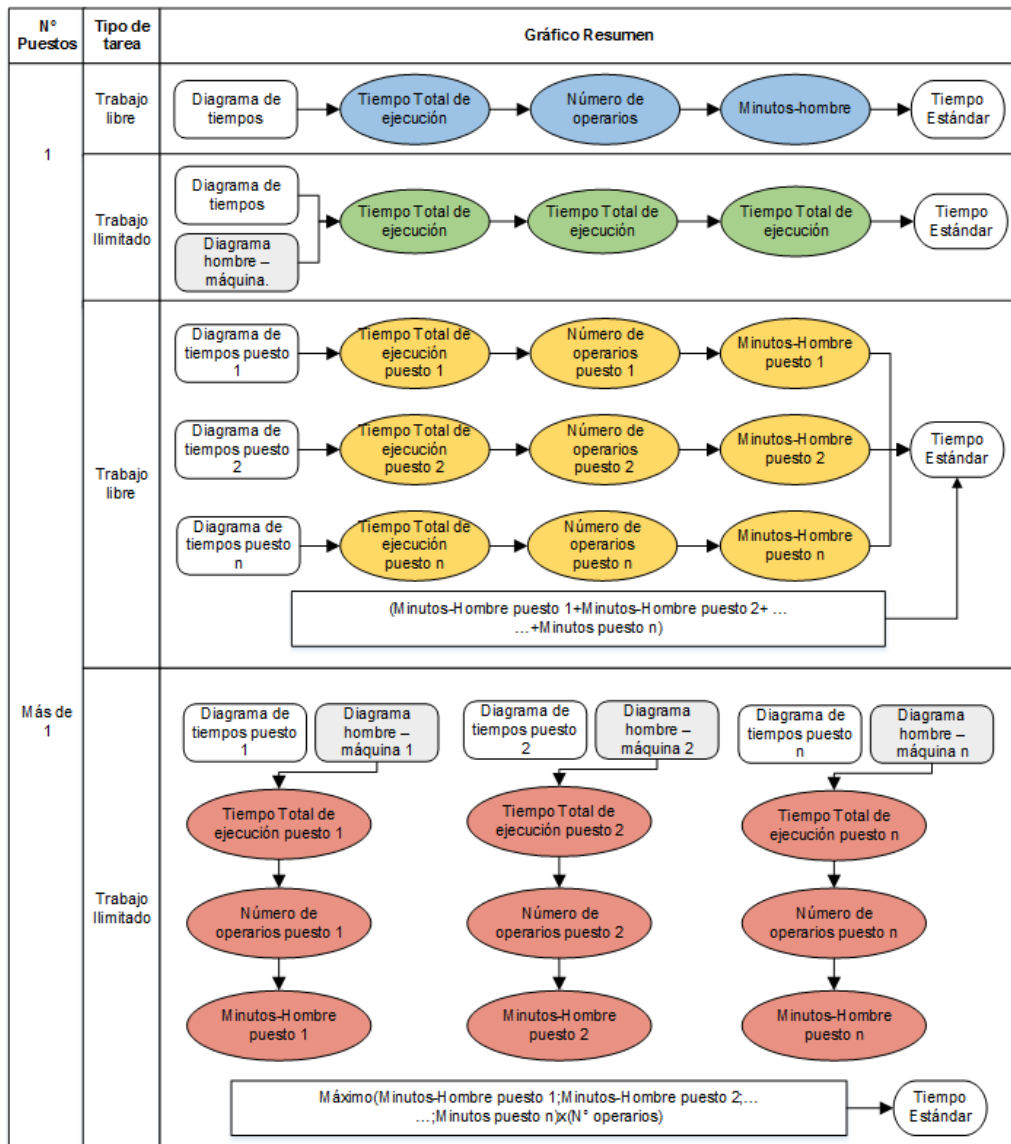 N°
Puestos
Tipo de
tarea
Gráfico Resumen
1
Trabajo
libre
Diagrama de
tiempos
Tiempo Total de
ejecución
Número de
operarios
Minutos-hombre
Tiempo
Estándar
Trabajo
Ilimitado
Diagrama de
tiempos
Diagrama
hombre –
máquina.
Tiempo Total de
ejecución
Tiempo Total de
ejecución
Tiempo Total de
ejecución
Tiempo
Estándar
Más de
1
Trabajo
libre
Diagrama de
tiempos puesto
1
Tiempo Total de
ejecución
puesto 1
Número de
operarios
puesto 1
Minutos-Hombre
puesto 1
Diagrama de
tiempos puesto
2
Tiempo Total de
ejecución
puesto 2
Número de
operarios
puesto 2
Minutos-Hombre
puesto 2
Tiempo
Estándar
Diagrama de
tiempos puesto
n
Tiempo Total de
ejecución
puesto n
Número de
operarios
puesto n
Minutos-Hombre
puesto n
(Minutos-Hombre puesto 1+Minutos-Hombre puesto 2+ ...
...+Minutos puesto n)
Trabajo
Ilimitado
Diagrama de
tiempos puesto
1
Diagrama
hombre –
máquina 1
Diagrama de
tiempos puesto
2
Diagrama
hombre –
máquina 2
Diagrama de
tiempos puesto
n
Diagrama
hombre –
máquina n
Tiempo Total de
ejecución puesto 1
Tiempo Total de
ejecución puesto 2
Tiempo Total de
ejecución puesto n
Número de
operarios puesto 1
Número de
operarios puesto 2
Número de
operarios puesto n
Minutos-Hombre
puesto 1
Minutos-Hombre
puesto 2
Minutos-Hombre
puesto n
Máximo(Minutos-Hombre puesto 1;Minutos-Hombre puesto 2;...
...;Minutos puesto n)x(N° operarios)
Tiempo
Estándar